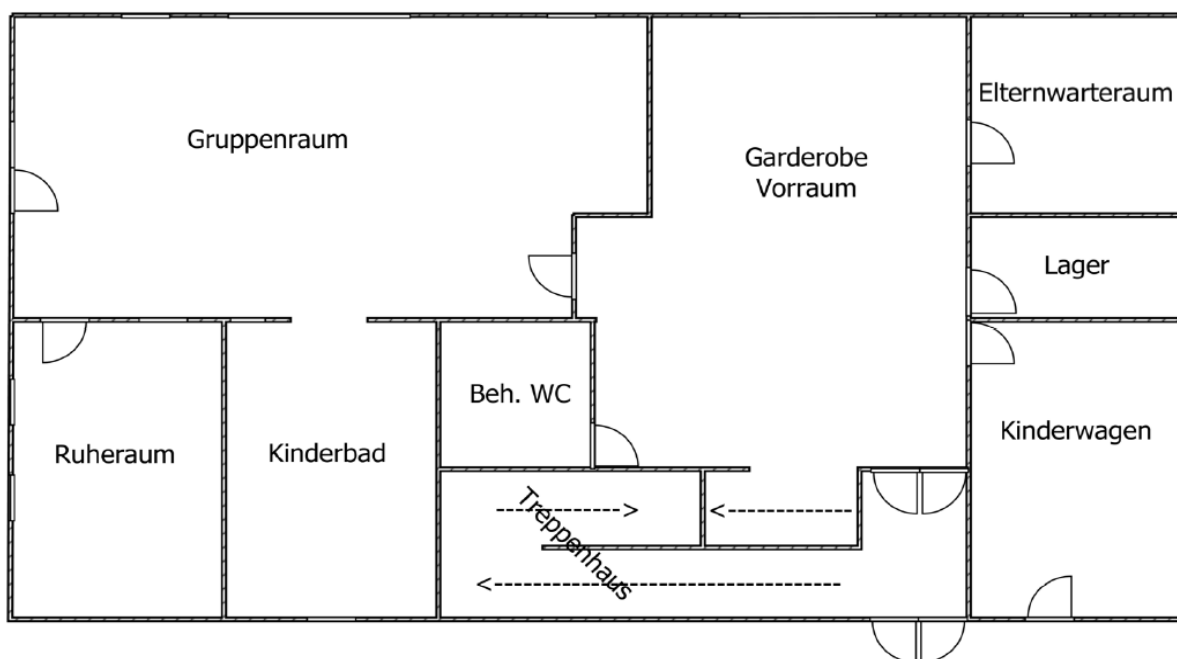 Gruppenraum
Garderobe
Vorraum
Elternwarteraum
Lager
Ruheraum
Kinderbad
Beh. WC
Kinderwagen
Treppenhaus